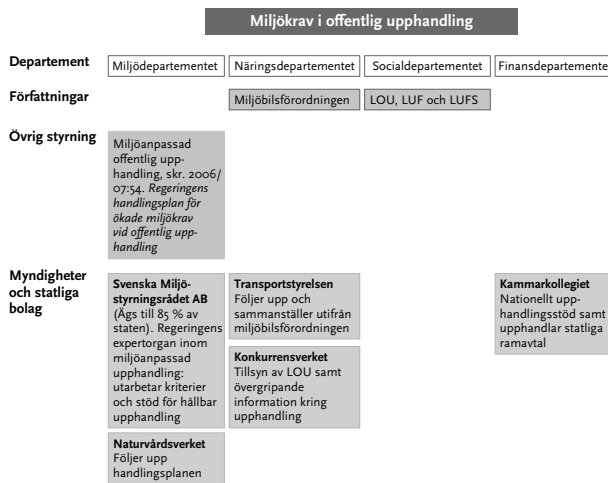 Miljökrav i offentlig upphandling
Departement
Miljödepartementet
Näringsdepartementet
Socialdepartementet
Finansdepartemente
Författningar
Miljöbilsförordningen
LOU, LUF och LUFS
Övrig styrning
Miljöanpassad
offentlig upp-
handling, skr. 2006/
07:54. Regeringens
handlingsplan för
ökade miljökrav
vid offentlig upp-
handling
Myndigheter
och statliga
bolag
Svenska Miljö-
styrningsrådet AB
(Ägs till 85 % av
staten). Regeringens
expertorgan inom
miljöanpassad
upphandling:
utarbetar kriterier
och stöd för hållbar
upphandling
Naturvårdsverket
Följer upp
handlingsplanen
Transportstyrelsen
Följer upp och
sammanställer utifrån
miljöbilsförordningen
Konkurrensverket
Tillsyn av LOU samt
övergripande
information kring
upphandling
Kammarkollegiet
Nationellt upp-
handlingsstöd samt
upphandlar statliga
ramavtal